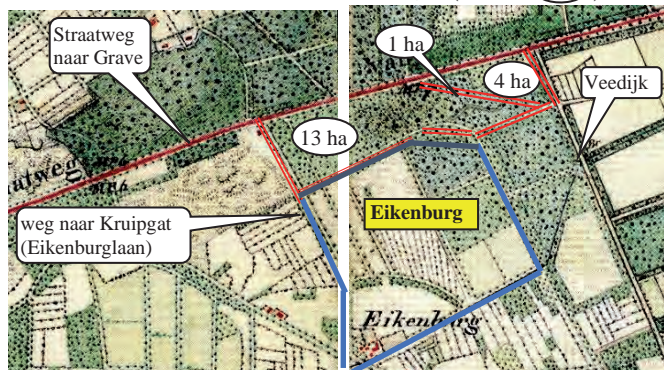 Straatweg
naar Grave
13 ha
weg naar Kruipgat
(Eikenburglaan)
1 ha
4 ha
Veedijk
Eikenburg
Eikenburg